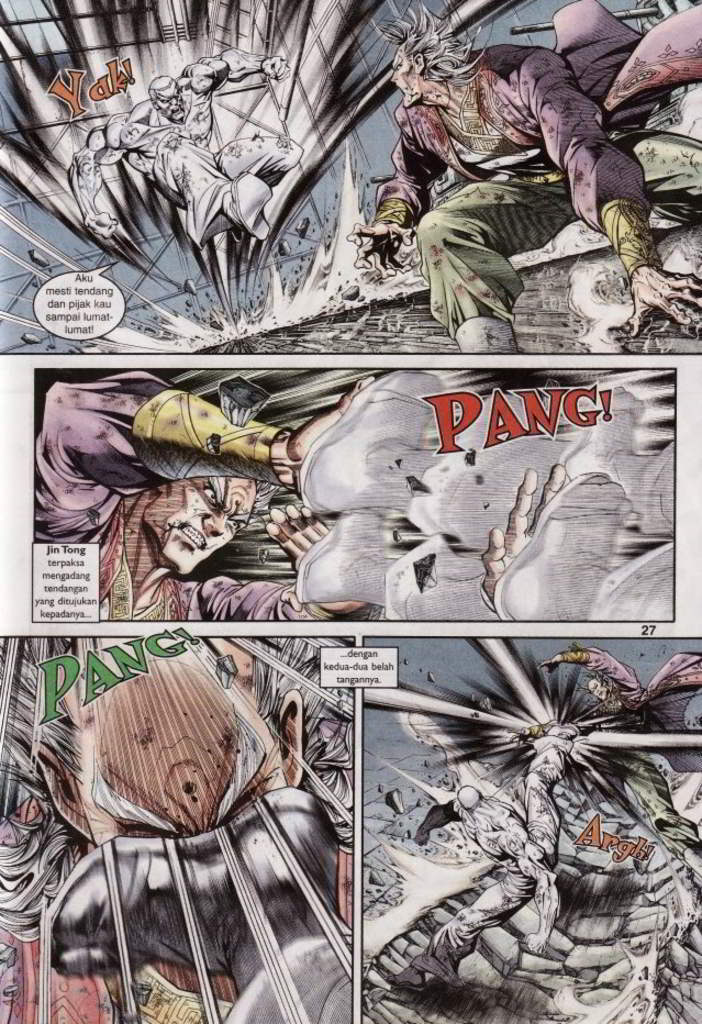 Yak!
Aku
mesti tendang
dan pijak kau
sampai lumat-
lumat!
PANG!
Jin Tong
terpaksa
mengadang
tendangan
yang ditujukan
kepadanya...
27
PANG!
...dengan
kedua-dua belah
tangannya.
Argh!